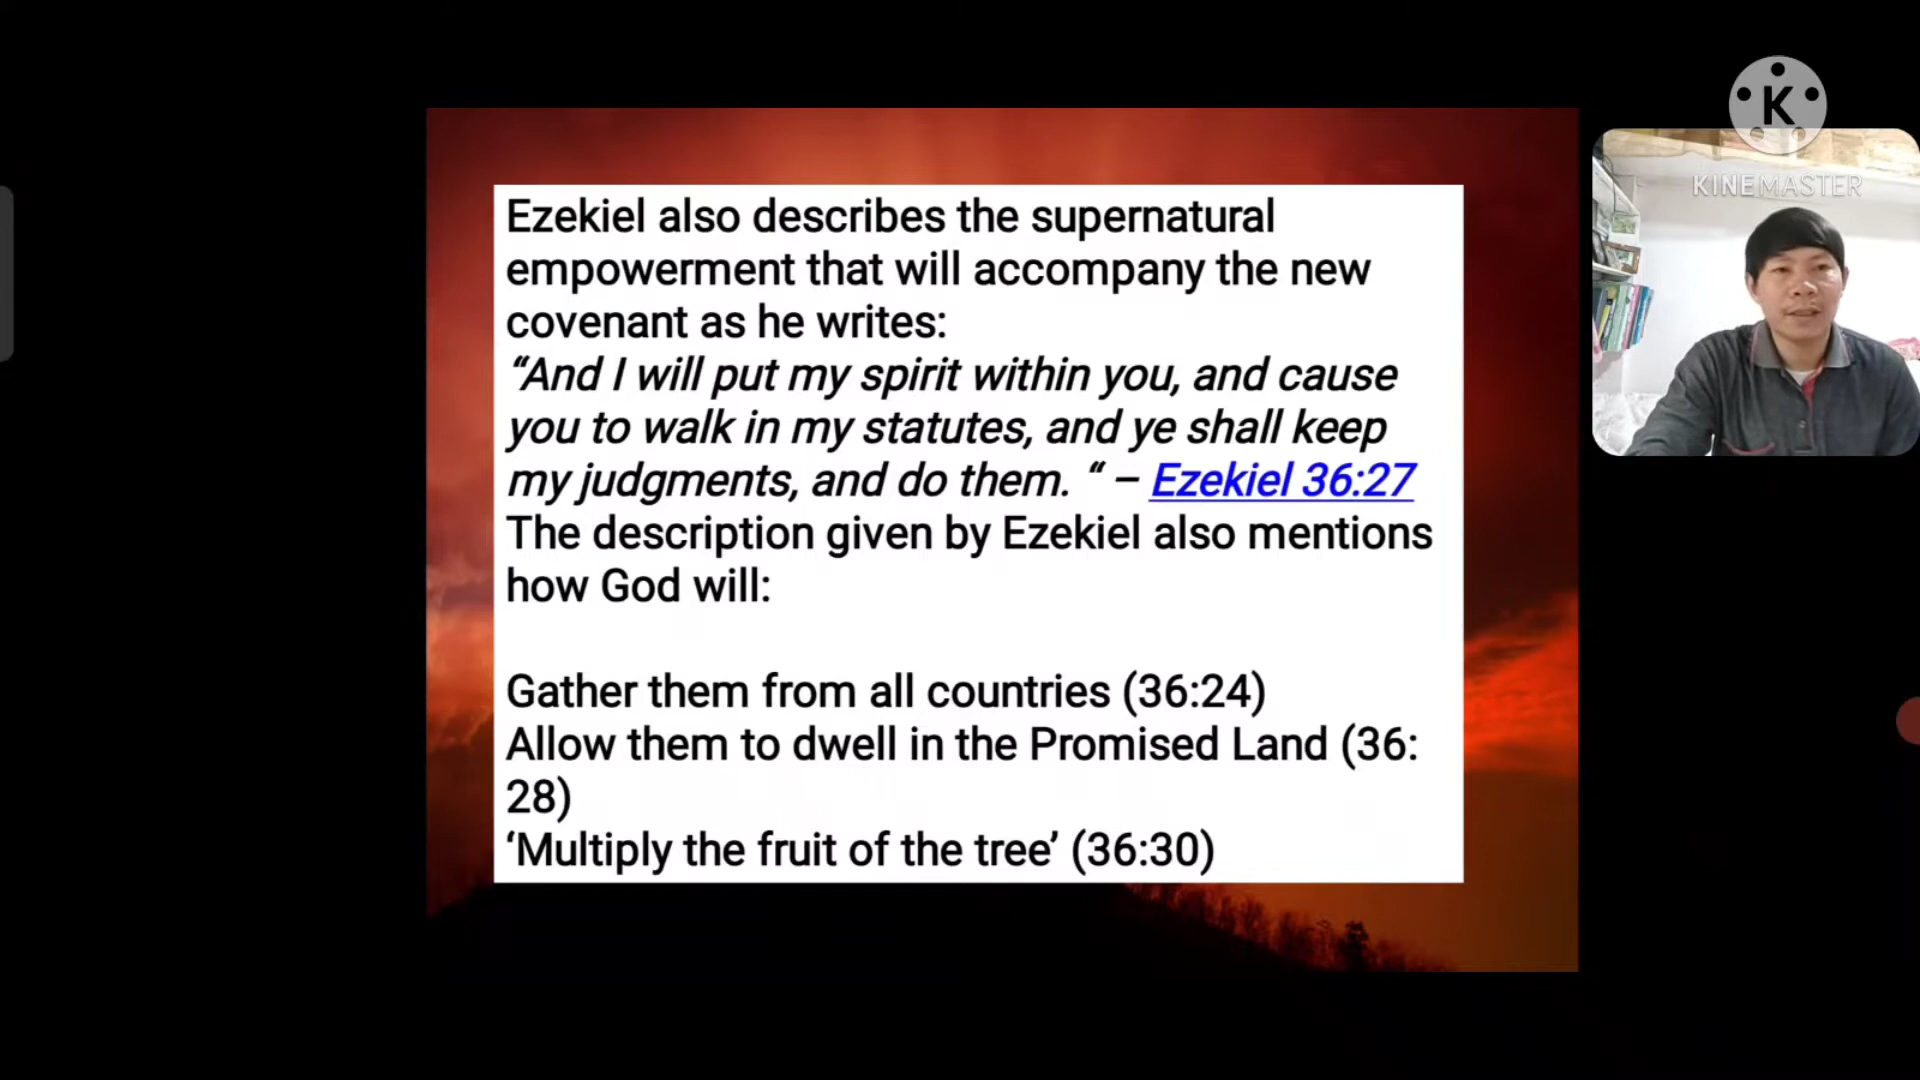 Ezekiel also describes the supernatural
empowerment that will accompany the new
covenant as he writes:
“And I will put my spirit within you, and cause
you to walk in my statutes, and ye shall keep
my judgments, and do them. “ – Ezekiel 36:27
The description given by Ezekiel also mentions
how God will:
Gather them from all countries (36:24)
Allow them to dwell in the Promised Land (36:
28)
‘Multiply the fruit of the tree’ (36:30)
K
KINEMASTER